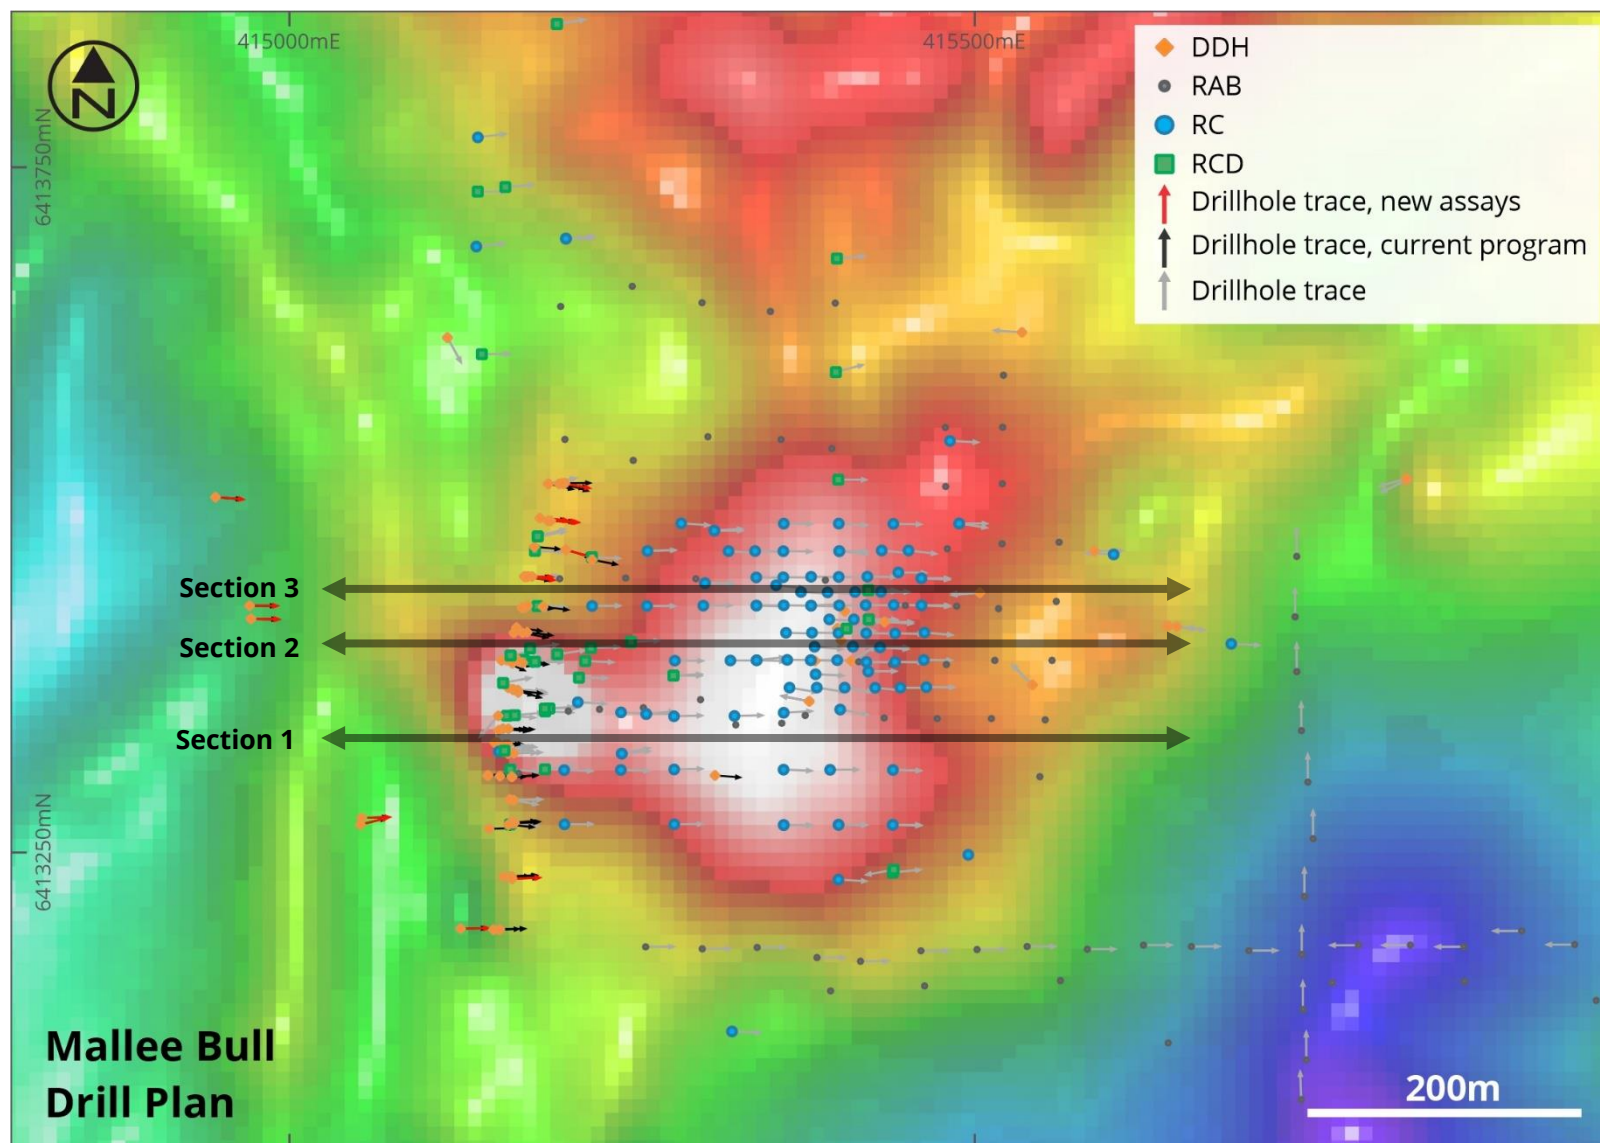 415000mE
415500mE
N
6413750mN
6413250mN
DDH
RAB
RC
RCD
Drillhole trace, new assays
Drillhole trace, current program
Drillhole trace
Section 3
Section 2
Section 1
Mallee Bull
Drill Plan
200m